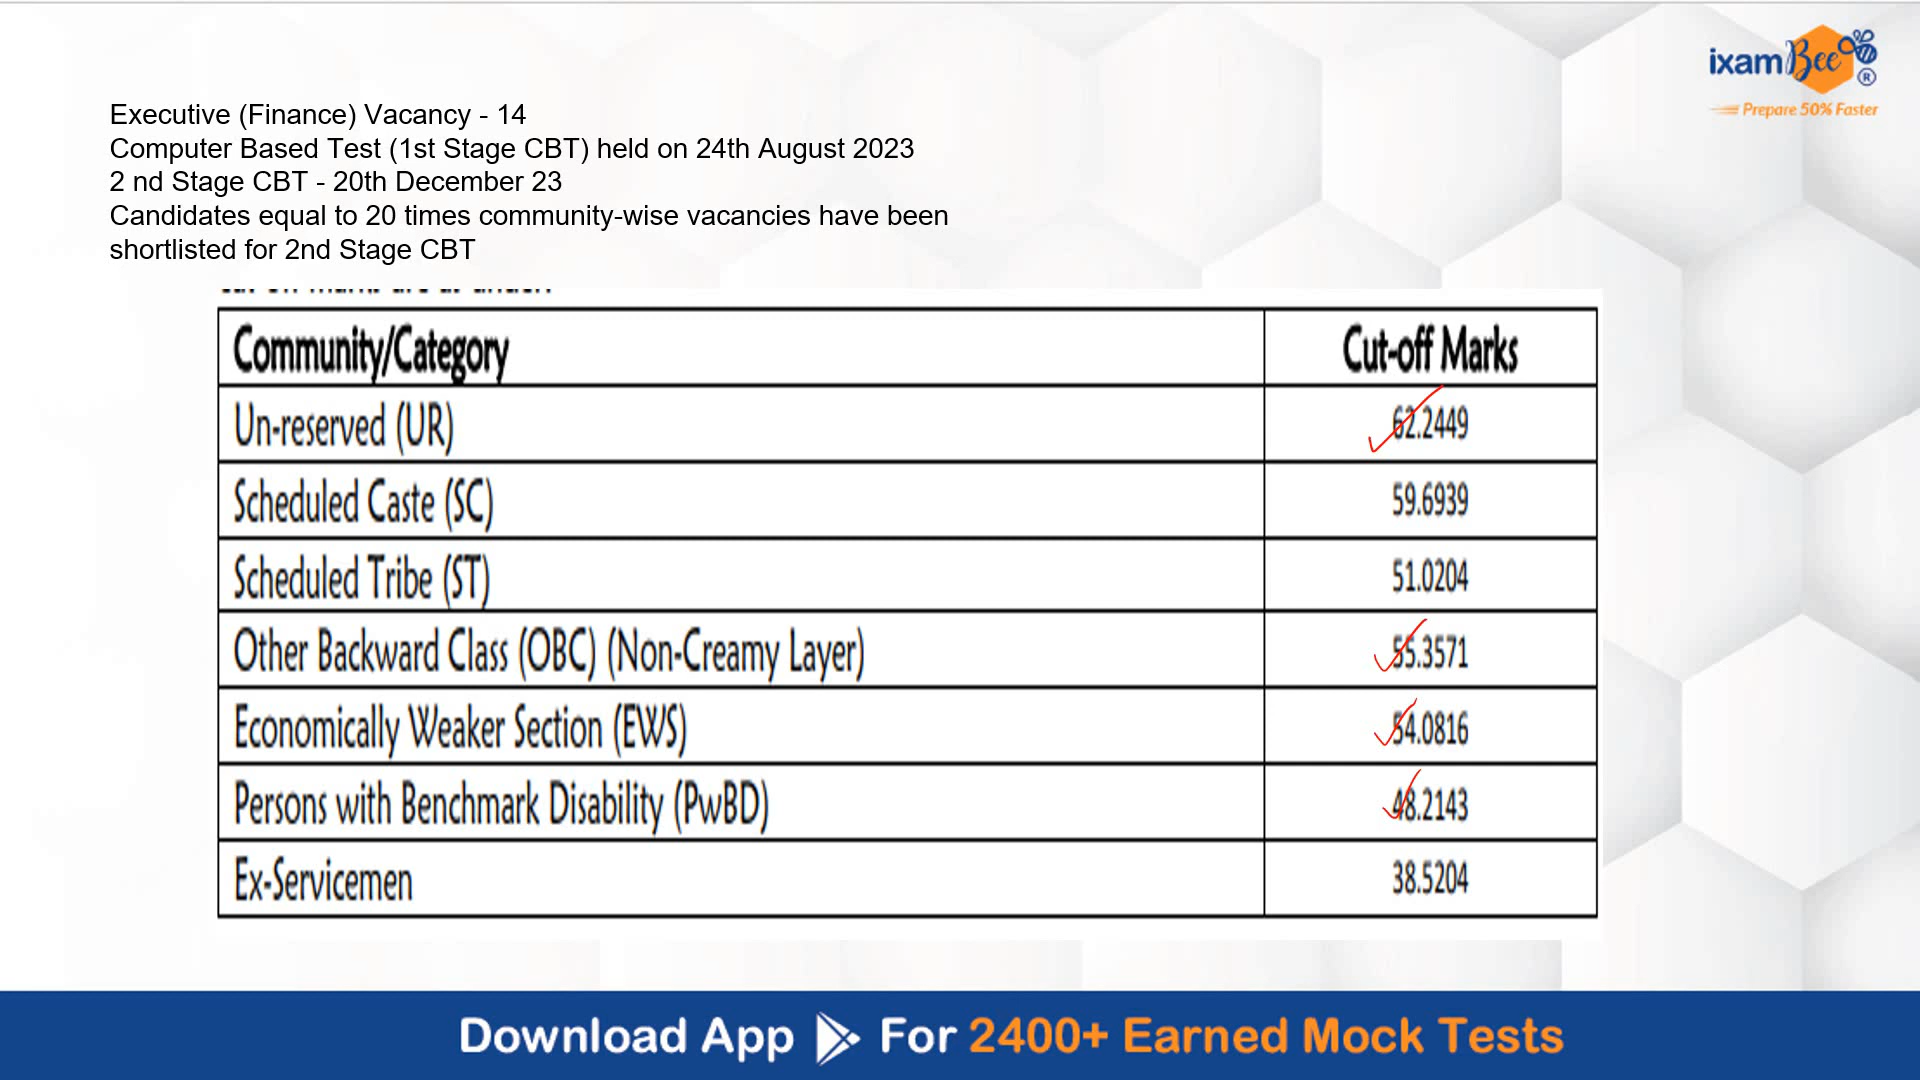 ixamBee
®
Prepare 50% Faster
Executive (Finance) Vacancy - 14
Computer Based Test (1st Stage CBT) held on 24th August 2023
2 nd Stage CBT - 20th December 23
Candidates equal to 20 times community-wise vacancies have been
shortlisted for 2nd Stage CBT
Community/Category Cut-off Marks
Un-reserved (UR) 62.2449
Scheduled Caste (SC) 59.6939
Scheduled Tribe (ST) 51.0204
Other Backward Class (OBC) (Non-Creamy Layer) 55.3571
Economically Weaker Section (EWS) 54.0816
Persons with Benchmark Disability (PwBD) 48.2143
Ex-Servicemen 38.5204
Download App For 2400+ Earned Mock Tests